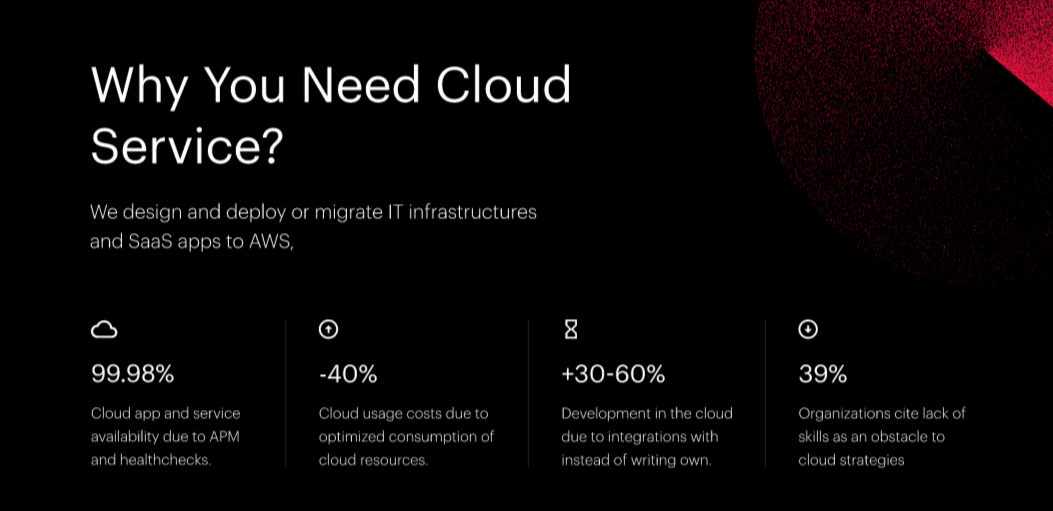 Why You Need Cloud
Service?
We design and deploy or migrate IT infrastructures
and SaaS apps to AWS,
99.98%
Cloud app and service
availability due to APM
and healthchecks.
-40%
Cloud usage costs due to
optimized consumption of
cloud resources.
+30-60%
Development in the cloud
due to integrations with
instead of writing own.
39%
Organizations cite lack of
skills as an obstacle to
cloud strategies